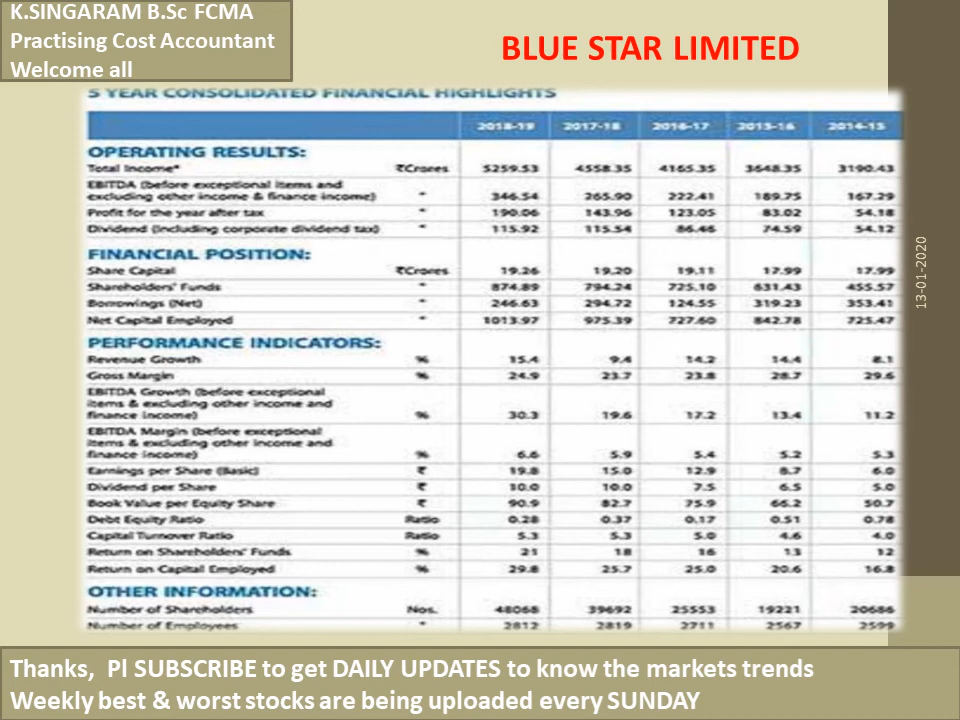 K.SINGARAM B.Sc FCMA
Practising Cost Accountant
Welcome all
BLUE STAR LIMITED
5 YEAR CONSOLIDATED FINANCIAL HIGHLIGHTS
2018-19 2017-18 2016-17 2015-16 2014-15
OPERATING RESULTS:
Total Income* ₹Crores 5259.53 4558.35 4165.35 3648.35 3190.43
EBITDA (before exceptional items and
excluding other income & finance income) " 346.54 265.90 222.41 189.75 167.29
Profit for the year after tax " 190.06 143.96 123.05 83.02 54.18
Dividend (including corporate dividend tax) " 115.92 115.54 86.46 74.59 54.12
FINANCIAL POSITION:
Share Capital ₹Crores 19.26 19.20 19.11 17.99 17.99
Shareholders' Funds " 874.89 794.24 725.10 631.43 455.57
Borrowings (Net) " 246.63 294.72 124.55 319.23 353.41
Net Capital Employed " 1013.97 975.39 727.60 842.78 725.47
PERFORMANCE INDICATORS:
Revenue Growth % 15.4 9.4 14.2 14.4 8.1
Gross Margin % 24.9 23.7 23.8 28.7 29.6
EBITDA Growth (before exceptional
items & excluding other income and
finance income) % 30.3 19.6 17.2 13.4 11.2
EBITDA Margin (before exceptional
items & excluding other income and
finance income) % 6.6 5.9 5.4 5.2 5.3
Earnings per Share (Basic) ₹ 19.8 15.0 12.9 8.7 6.0
Dividend per Share ₹ 10.0 10.0 7.5 6.5 5.0
Book Value per Equity Share ₹ 90.9 82.7 75.9 66.2 50.7
Debt Equity Ratio Ratio 0.28 0.37 0.17 0.51 0.78
Capital Turnover Ratio Ratio 5.3 5.3 5.0 4.6 4.0
Return on Shareholders' Funds % 21 18 16 13 12
Return on Capital Employed % 29.8 25.7 25.0 20.6 16.8
OTHER INFORMATION:
Number of Shareholders Nos. 48068 39692 25553 19221 20686
Number of Employees " 2812 2819 2711 2567 2599
13-01-2020
Thanks, Pl SUBSCRIBE to get DAILY UPDATES to know the markets trends
Weekly best & worst stocks are being uploaded every SUNDAY